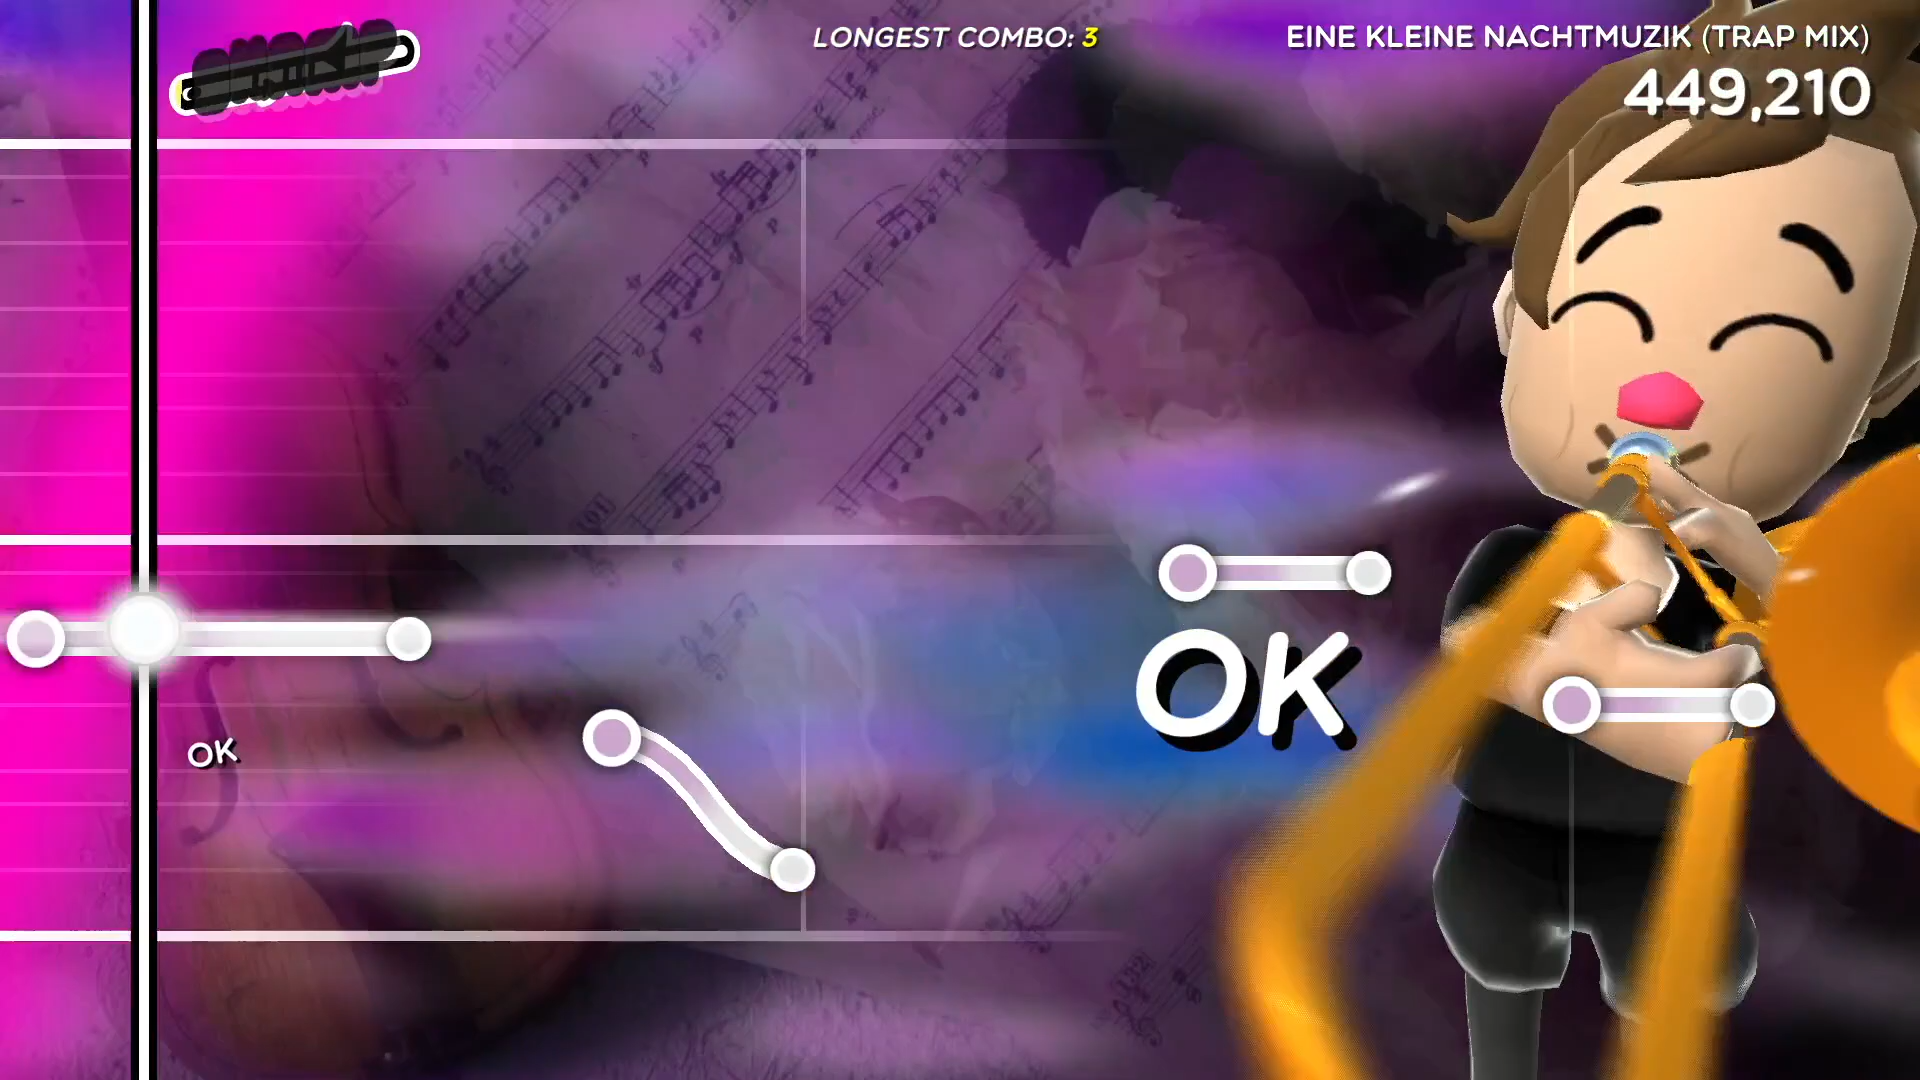 LONGEST COMBO: 3
EINE KLEINE NACHTMUZIK (TRAP MIX)
449,210
OK
OK